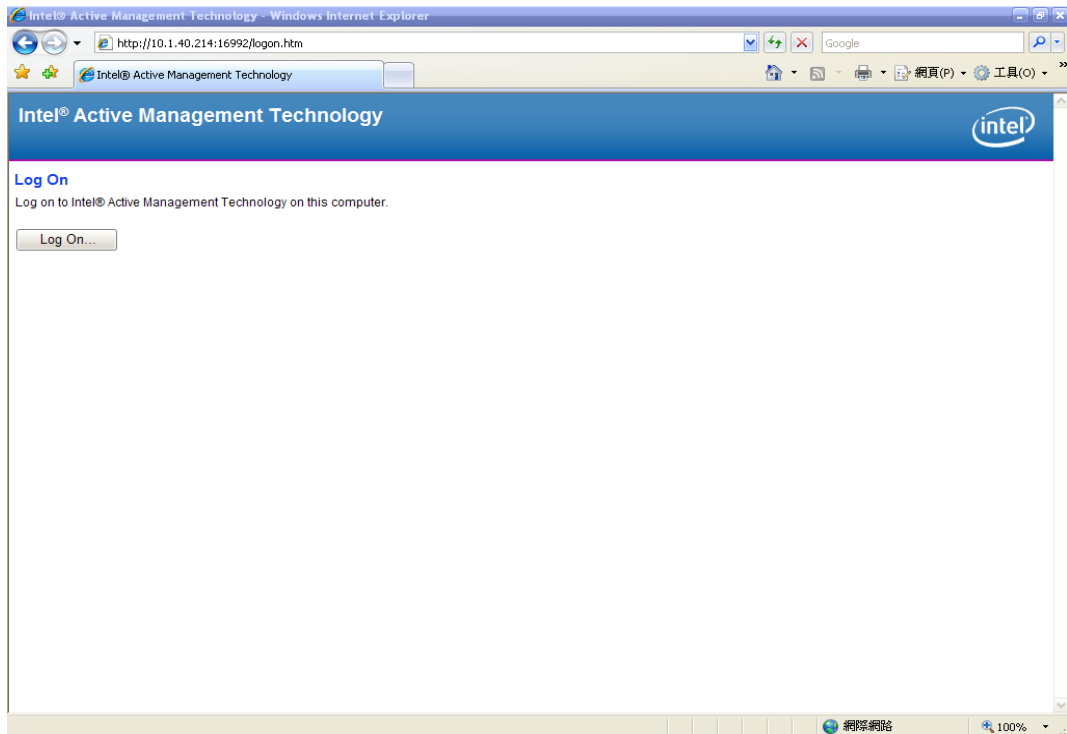 Intel® Active Management Technology - Windows Internet Explorer
http://10.1.40.214:16992/logon.htm
Google
Intel® Active Management Technology
網頁(P)
工具(O)
»
Intel® Active Management Technology
intel
Log On
Log on to Intel® Active Management Technology on this computer.
Log On...
網際網路
100%